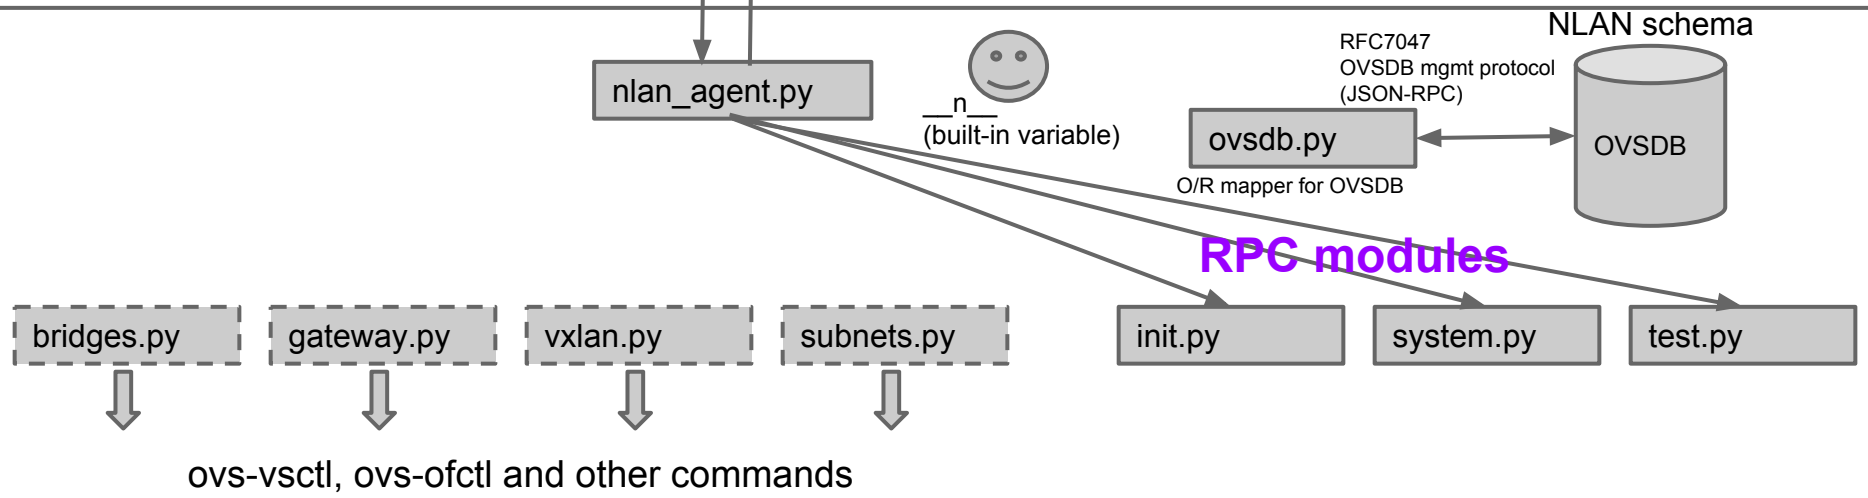 NLAN schema
RFC7047
OVSDB mgmt protocol
(JSON-RPC)
nlan_agent.py
__n__
(built-in variable)
ovsdb.py
OVSDB
O/R mapper for OVSDB
RPC modules
bridges.py
gateway.py
vxlan.py
subnets.py
init.py
system.py
test.py
ovs-vsctl, ovs-ofctl and other commands